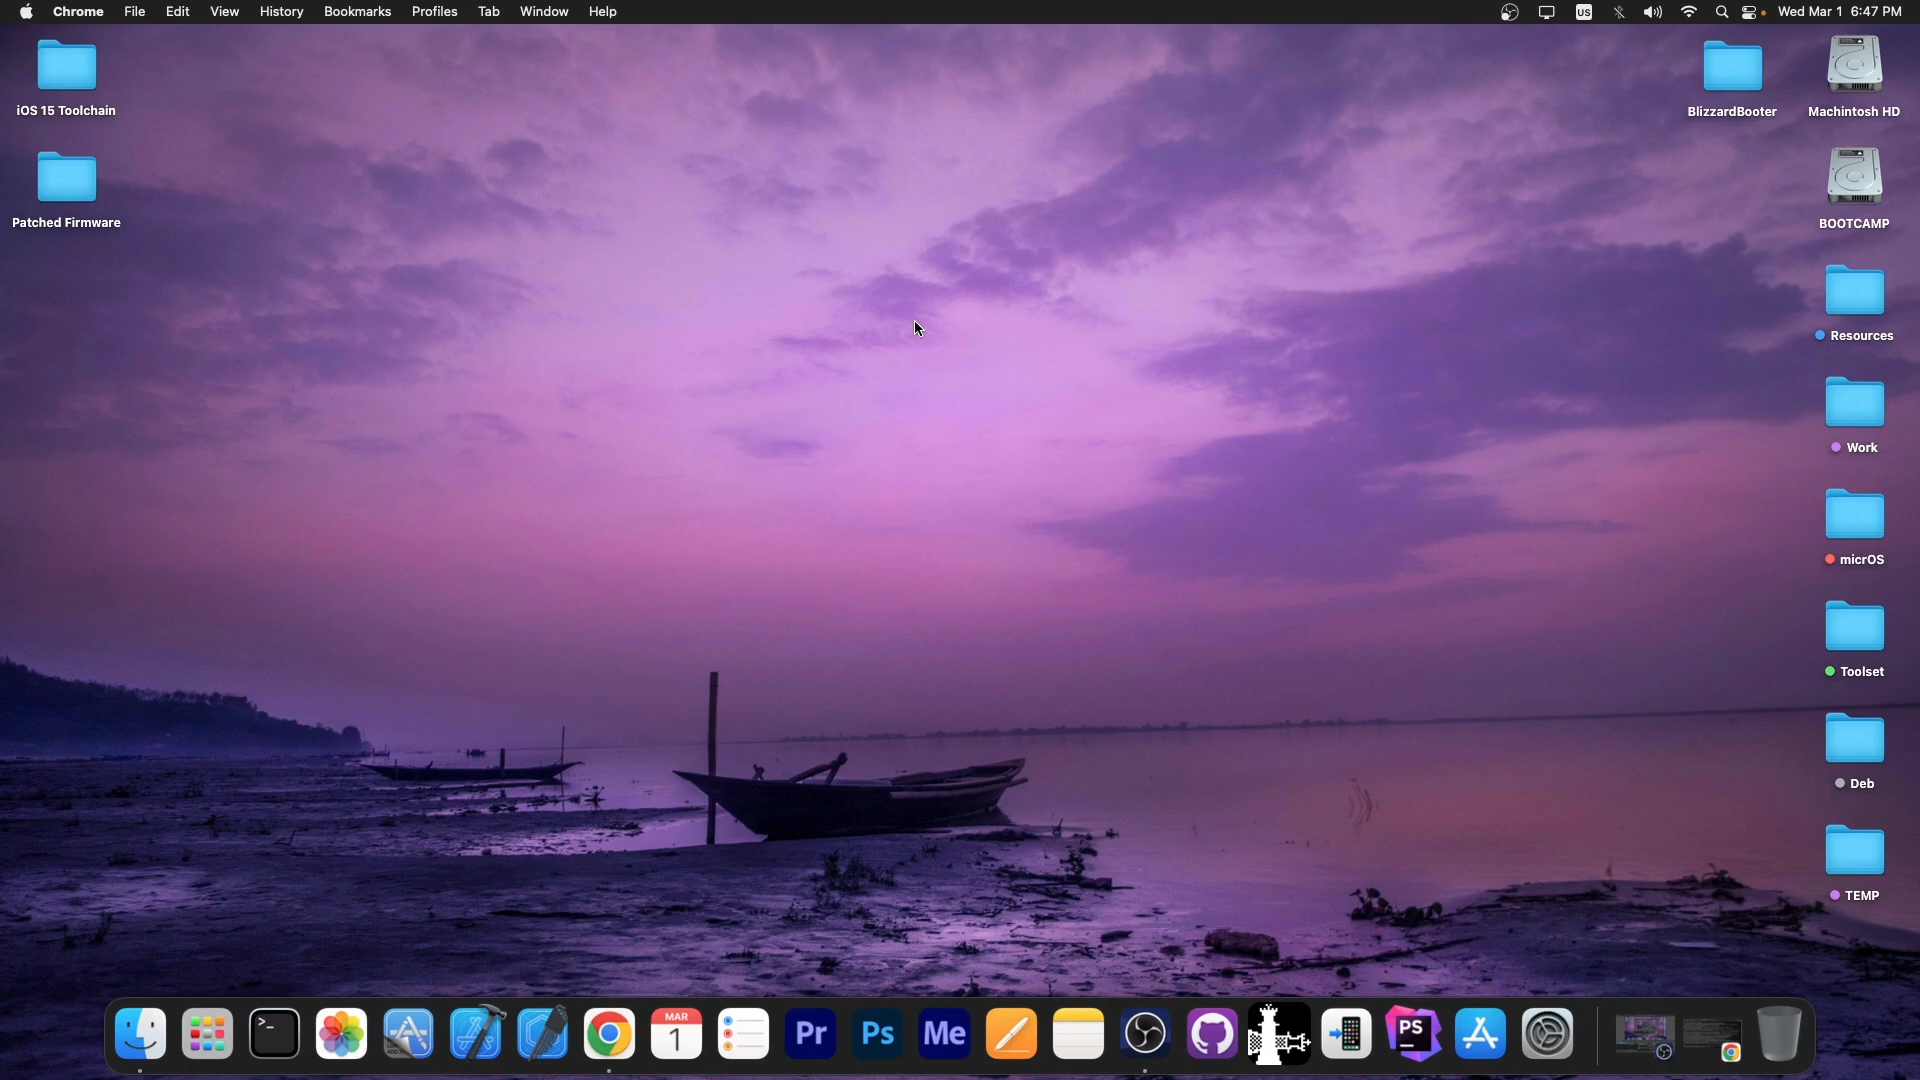 Chrome File Edit View History Bookmarks Profiles Tab Window Help US Wed Mar 1 6:47 PM
iOS 15 Toolchain
BlizzardBooter
Machintosh HD
Patched Firmware
BOOTCAMP
Resources
Work
micrOS
Toolset
Deb
TEMP
>_
MAR
1
Pr
Ps
Me
PS